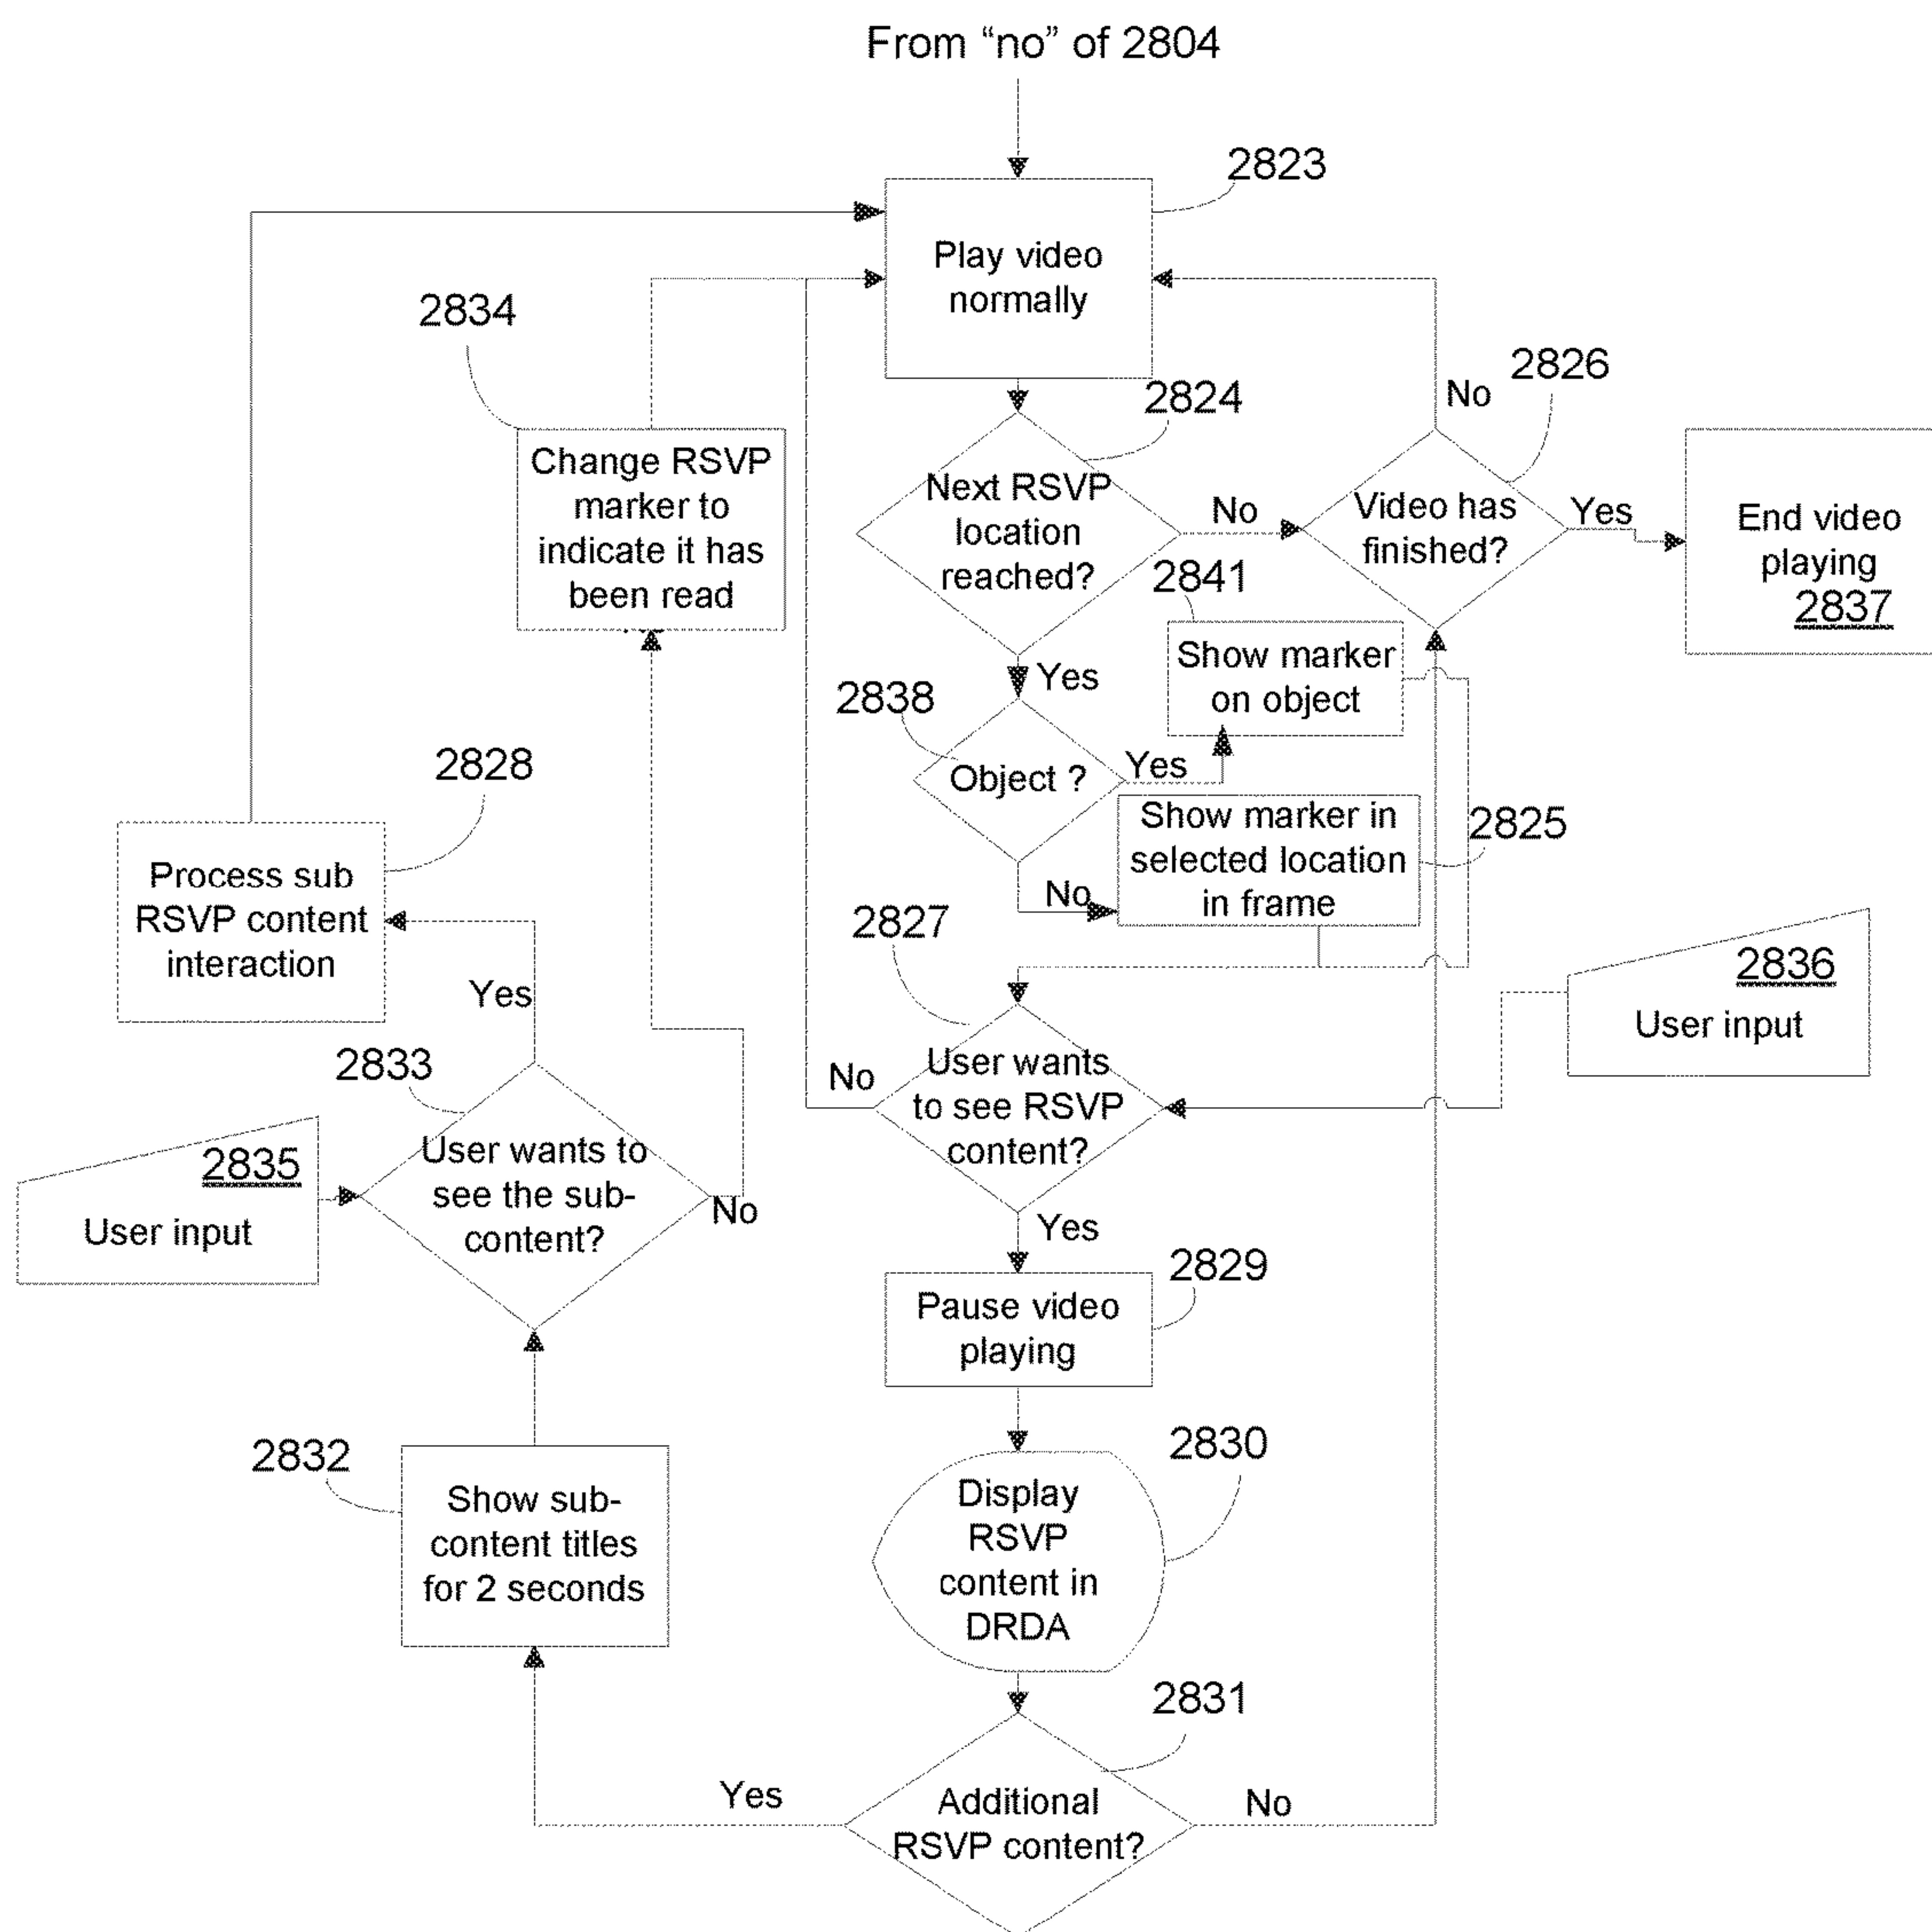 From “no” of 2804
2823
Play video
normally
2834
2826
No
2824
Change RSVP
marker to
indicate it has
been read
Next RSVP
location
reached?
No
Video has
finished?
Yes
End video
playing
2837
2841
Show marker
on object
Yes
2838
Object ?
Yes
2828
Show marker in
selected location
in frame
2825
No
Process sub
RSVP content
interaction
2827
2836
User input
Yes
2833
User wants
to see RSVP
content?
No
2835
User input
User wants to
see the sub-
content?
No
Yes
2829
Pause video
playing
2832
2830
Show sub-
content titles
for 2 seconds
Display
RSVP
content in
DRDA
2831
Yes
Additional
RSVP content?
No